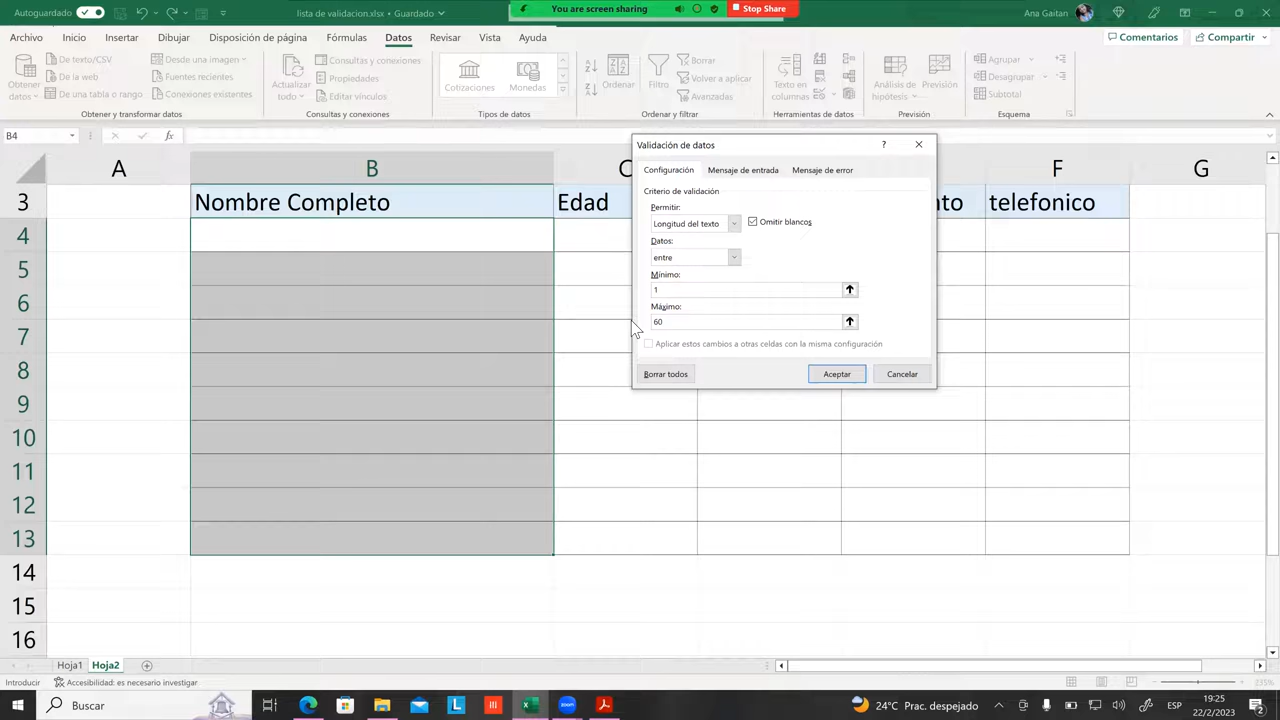 Autoguardado
lista de validacion.xlsx • Guardado
You are screen sharing
Stop Share
Ana Gaitan
Archivo Inicio Insertar Dibujar Disposición de página Fórmulas Datos Revisar Vista Ayuda
Comentarios
Compartir
Obtener datos
De texto/CSV
De la web
De una tabla o rango
Desde una imagen
Fuentes recientes
Conexiones existentes
Obtener y transformar datos
Actualizar todo
Consultas y conexiones
Propiedades
Editar vínculos
Consultas y conexiones
Cotizaciones
Monedas
Tipos de datos
Ordenar
Filtro
Borrar
Volver a aplicar
Avanzadas
Ordenar y filtrar
Texto en columnas
Herramientas de datos
Análisis de hipótesis
Previsión
Previsión
Agrupar
Desagrupar
Subtotal
Esquema
B4
fx
A B C F G
3 Nombre Completo Edad nto telefonico
4
5
6
7
8
9
10
11
12
13
14
15
16
Validación de datos
?
Configuración Mensaje de entrada Mensaje de error
Criterio de validación
Permitir:
Longitud del texto
Omitir blancos
Datos:
entre
Mínimo:
1
Máximo:
60
Aplicar estos cambios a otras celdas con la misma configuración
Borrar todos
Aceptar
Cancelar
Hoja1 Hoja2
Introducir
Accesibilidad: es necesario investigar
235%
Buscar
L
zoom
24°C Prac. despejado
ESP
19:25
22/2/2023
2